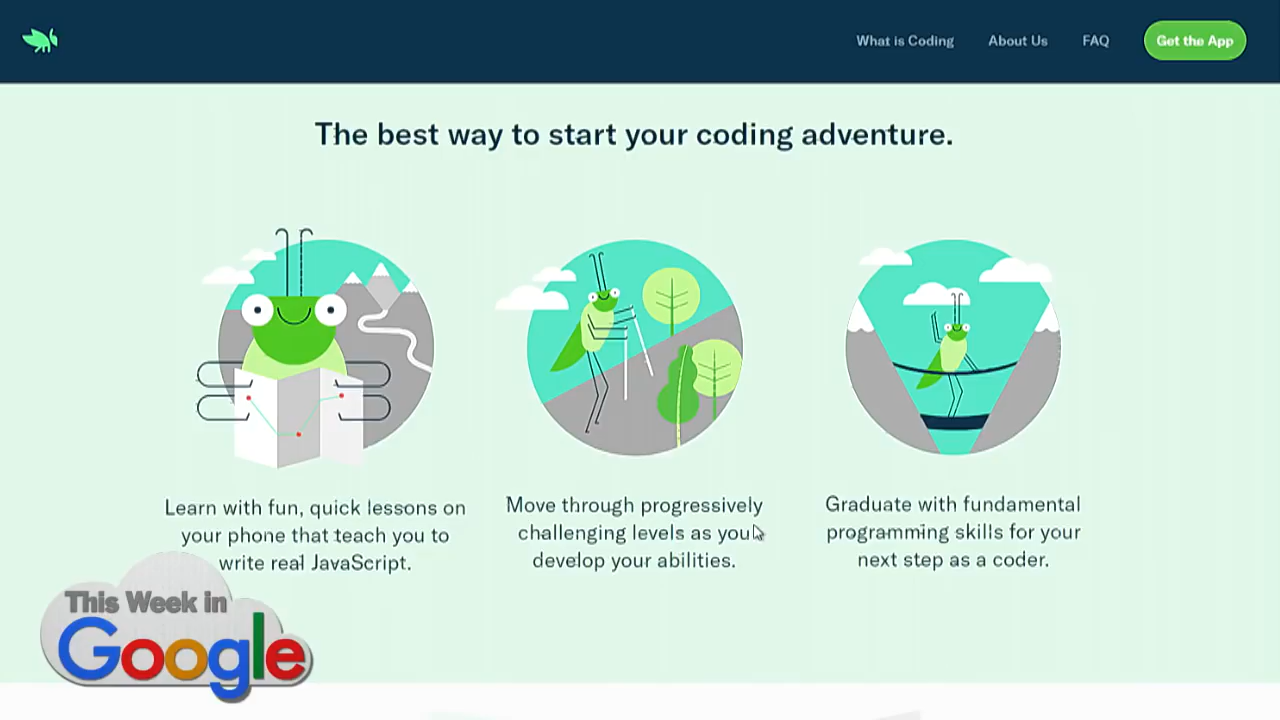 What is Coding
About Us
FAQ
Get the App
The best way to start your coding adventure.
Learn with fun, quick lessons on
your phone that teach you to
write real JavaScript.
Move through progressively
challenging levels as you
develop your abilities.
Graduate with fundamental
programming skills for your
next step as a coder.
This Week in
Google